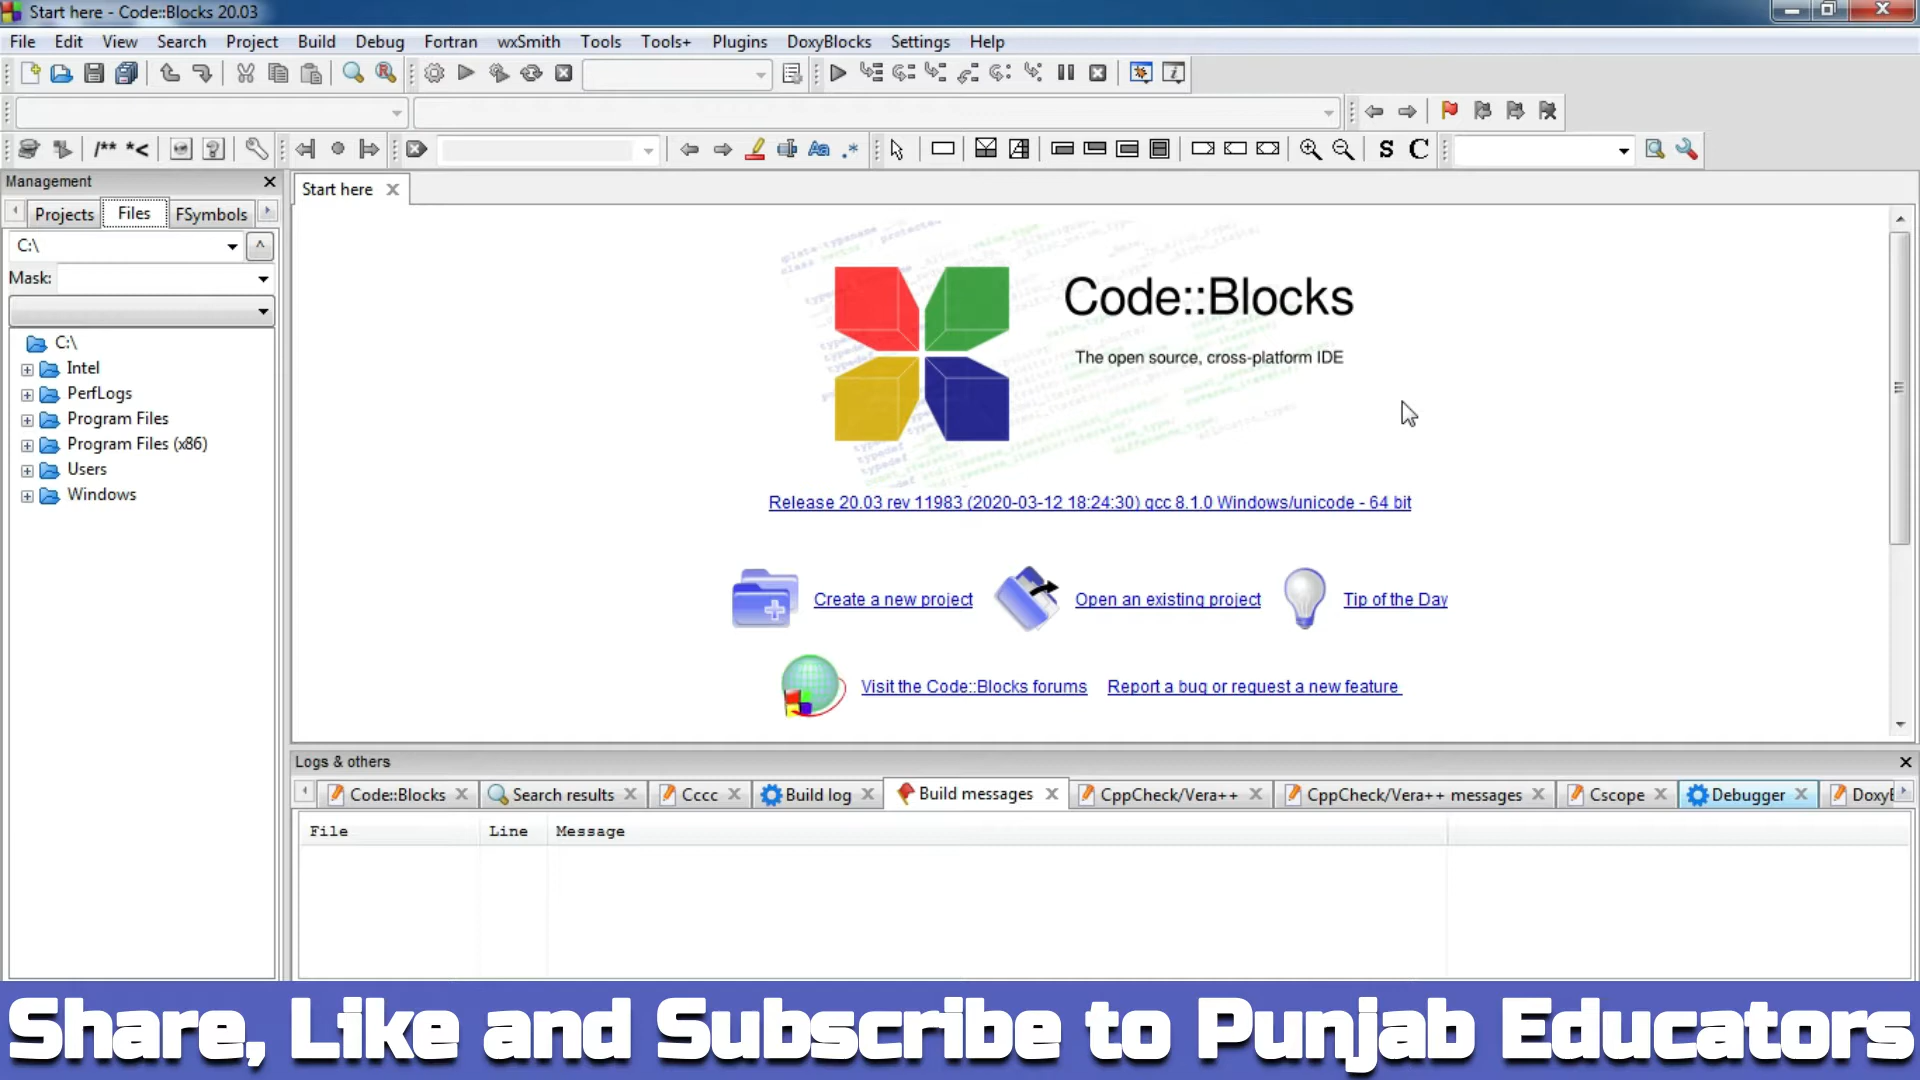 Start here - Code::Blocks 20.03
File Edit View Search Project Build Debug Fortran wxSmith Tools Tools+ Plugins DoxyBlocks Settings Help
/** *<
Aa .* S C
Management
Projects Files FSymbols
Start here
C:\
Mask:
C:\
Intel
PerfLogs
Program Files
Program Files (x86)
Users
Windows
Code::Blocks
The open source, cross-platform IDE
Release 20.03 rev 11983 (2020-03-12 18:24:30) gcc 8.1.0 Windows/unicode - 64 bit
Create a new project Open an existing project Tip of the Day
Visit the Code::Blocks forums Report a bug or request a new feature
Logs & others
Code::Blocks Search results Cccc Build log Build messages CppCheck/Vera++ CppCheck/Vera++ messages Cscope Debugger DoxyB
File Line Message
Share, Like and Subscribe to Punjab Educators